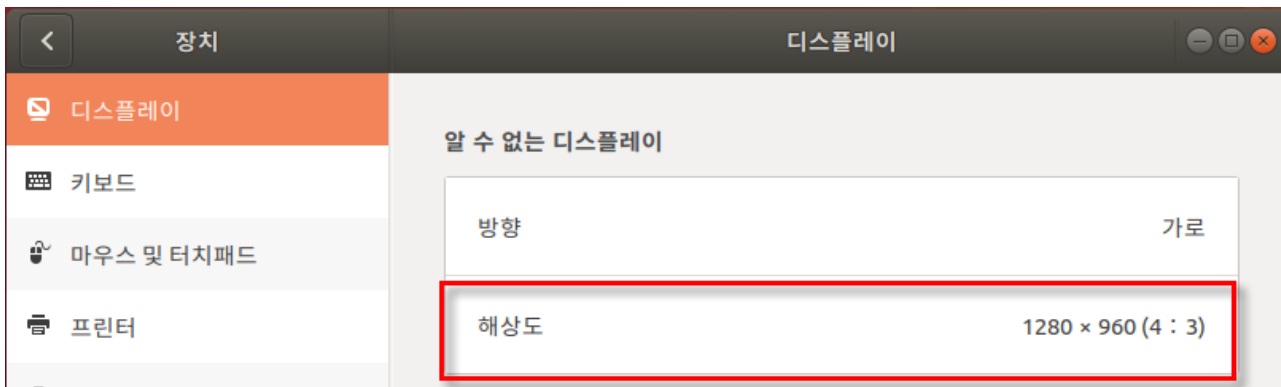 장치
디스플레이
디스플레이
키보드
마우스 및 터치패드
프린터
알 수 없는 디스플레이
방향 가로
해상도 1280 × 960 (4 : 3)